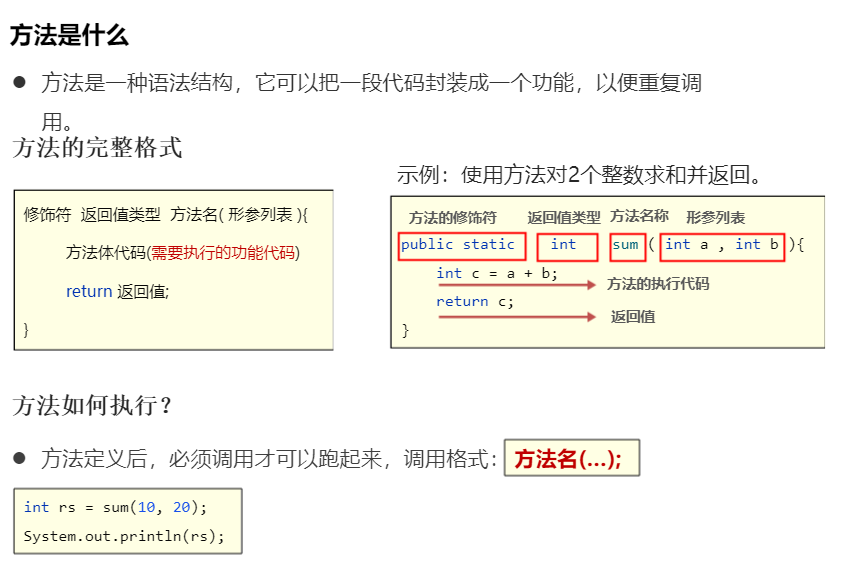 方法是什么
● 方法是一种语法结构，它可以把一段代码封装成一个功能，以便重复调
用。
方法的完整格式
修饰符 返回值类型 方法名( 形参列表 ){
方法体代码(需要执行的功能代码)
return 返回值;
}
示例：使用方法对2个整数求和并返回。
方法的修饰符 返回值类型 方法名称 形参列表
public static int sum ( int a , int b ){
int c = a + b;
方法的执行代码
return c;
返回值
}
方法如何执行？
● 方法定义后，必须调用才可以跑起来，调用格式：方法名(...);
int rs = sum(10, 20);
System.out.println(rs);